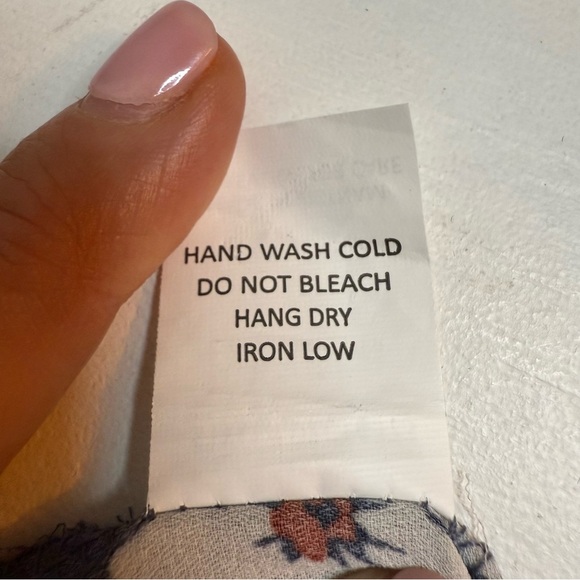 HAND WASH COLD
DO NOT BLEACH
HANG DRY
IRON LOW